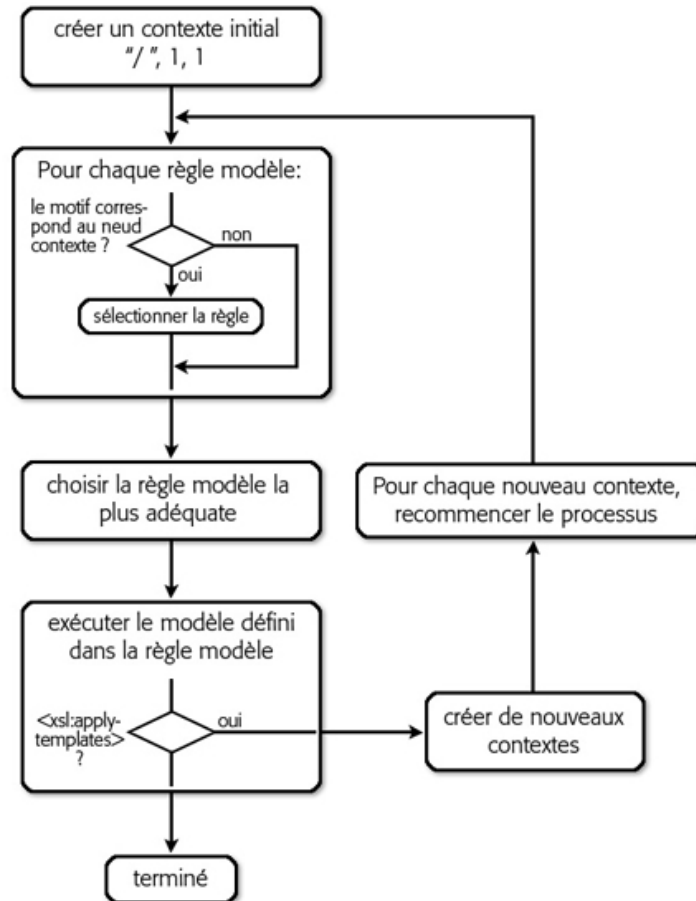 créer un contexte initial
"/ ", 1, 1
Pour chaque règle modèle:
le motif corres-
pond au neud
contexte ?
non
oui
sélectionner la règle
choisir la règle modèle la
plus adéquate
Pour chaque nouveau contexte,
recommencer le processus
exécuter le modèle défini
dans la règle modèle
<xsl:apply-
templates>
?
oui
créer de nouveaux
contextes
terminé